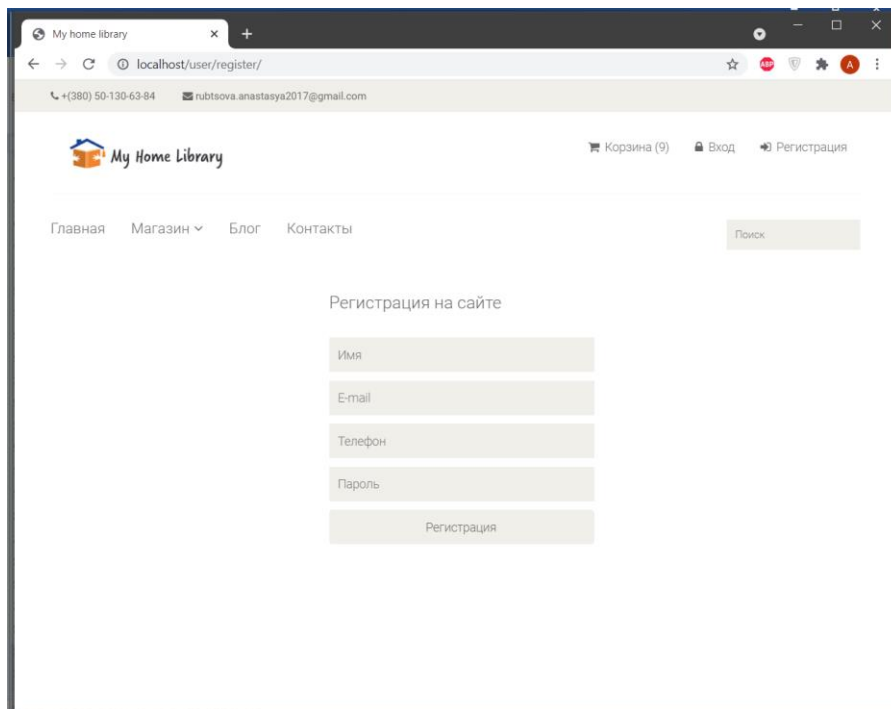 My home library
localhost/user/register/
ABP
A
+(380) 50-130-63-84 rubtsova.anastasya2017@gmail.com
My Home Library
Корзина (9) Вход Регистрация
Главная Магазин Блог Контакты
Поиск
Регистрация на сайте
Имя
E-mail
Телефон
Пароль
Регистрация